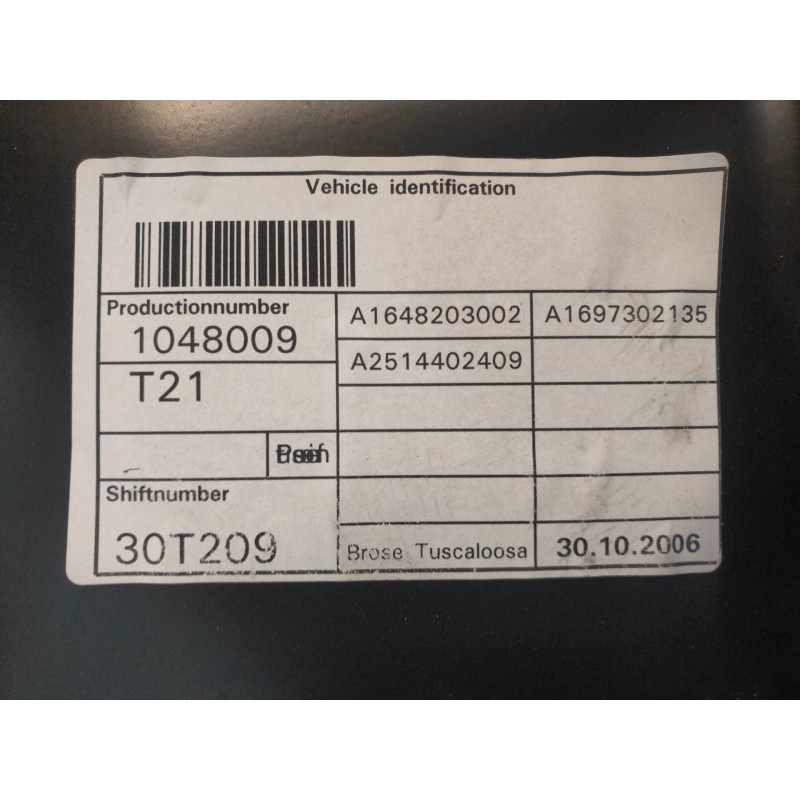 Vehicle identification
Productionnumber
1048009
A1648203002
A1697302135
T21
A2514402409
Shiftnumber
30T209
Brose Tuscaloosa
30.10.2006